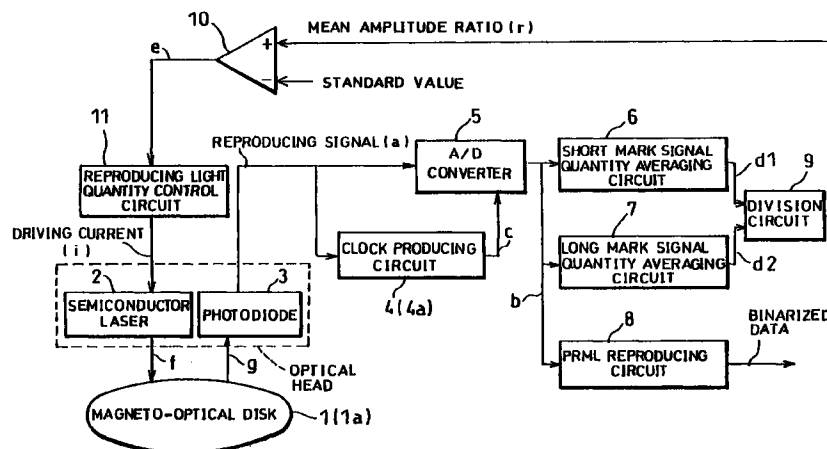 10
MEAN AMPLITUDE RATIO (r)
e
+
−
STANDARD VALUE
11
REPRODUCING LIGHT
QUANTITY CONTROL
CIRCUIT
REPRODUCING SIGNAL (a)
5
A/D
CONVERTER
6
SHORT MARK SIGNAL
QUANTITY AVERAGING
CIRCUIT
d1
9
DIVISION
CIRCUIT
DRIVING CURRENT
(i)
CLOCK PRODUCING
CIRCUIT
4(4a)
c
7
LONG MARK SIGNAL
QUANTITY AVERAGING
CIRCUIT
d2
2
SEMICONDUCTOR
LASER
3
PHOTODIODE
b
8
PRML REPRODUCING
CIRCUIT
BINARIZED
DATA
f
g
OPTICAL
HEAD
MAGNETO-OPTICAL DISK
1(1a)